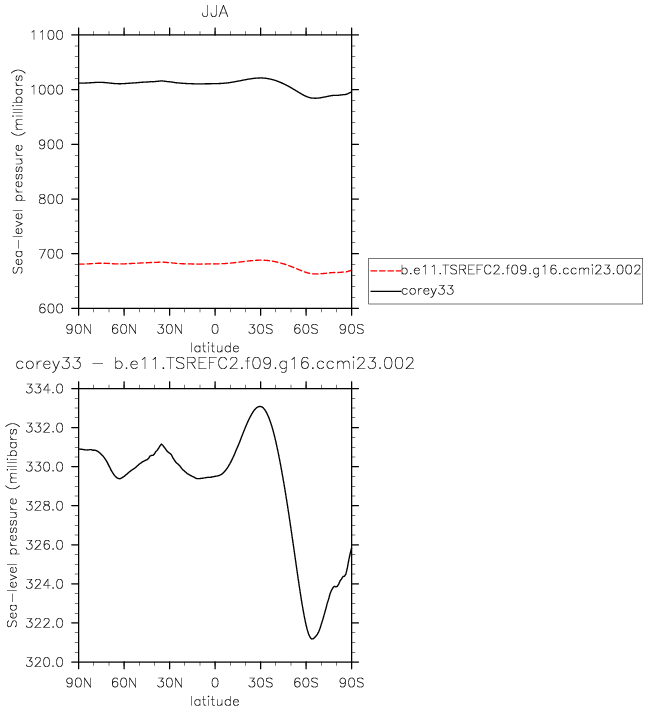 JJA
Sea-level pressure (millibars)
1100
1000
900
800
700
600
90N 60N 30N 0 30S 60S 90S
latitude
b.e11.TSREFC2.f09.g16.ccmi23.002
corey33
corey33 - b.e11.TSREFC2.f09.g16.ccmi23.002
Sea-level pressure (millibars)
334.0
332.0
330.0
328.0
326.0
324.0
322.0
320.0
90N 60N 30N 0 30S 60S 90S
latitude